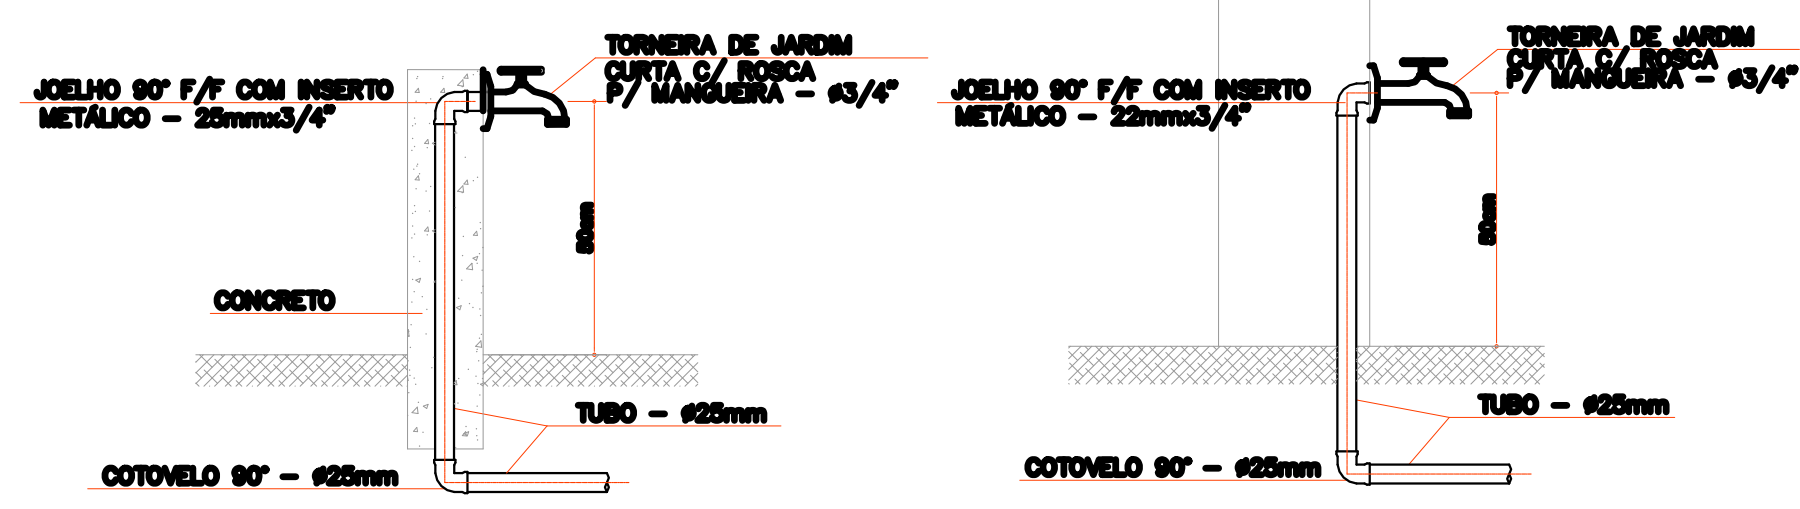 TORNEIRA DE JARDIM
CURTA C/ ROSCA
P/ MANGUEIRA - ø3/4"
JOELHO 90° F/F COM INSERTO
METÁLICO - 25mmx3/4"
50cm
CONCRETO
TUBO - Ø25mm
COTOVELO 90° - Ø25mm
TORNEIRA DE JARDIM
CURTA C/ ROSCA
P/ MANGUEIRA - ø3/4"
JOELHO 90° F/F COM INSERTO
METÁLICO - 22mmx3/4"
50cm
TUBO - Ø25mm
COTOVELO 90° - Ø25mm